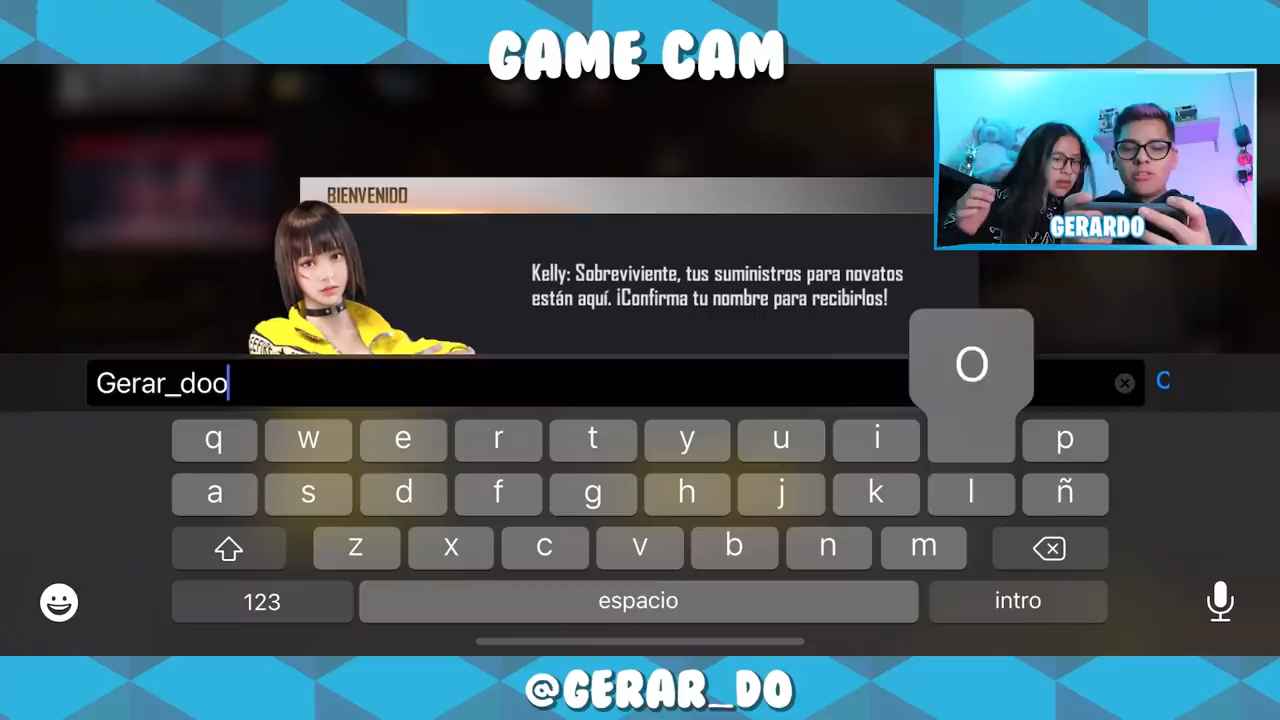 GAME CAM
BIENVENIDO
GERARDO
Kelly: Sobreviviente, tus suministros para novatos
están aquí. ¡Confirma tu nombre para recibirlos!
O
Gerar_doo
q w e r t y u i p
a s d f g h j k l ñ
z x c v b n m
123 espacio intro
@GERAR_DO